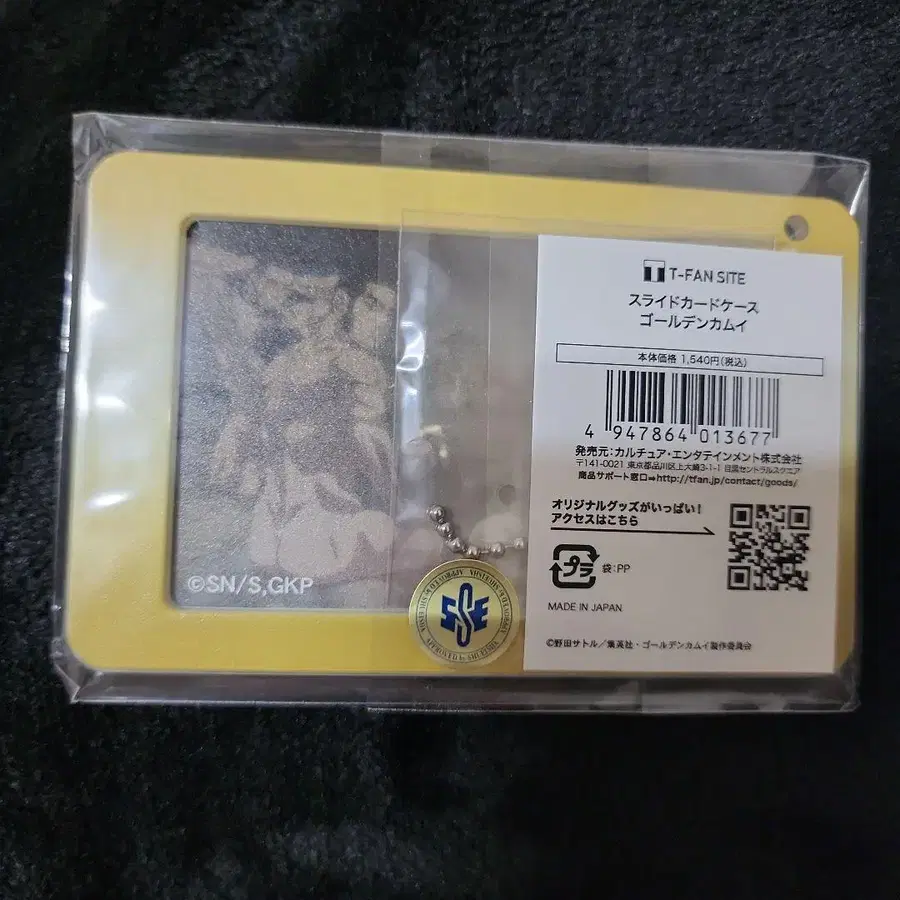 T-FAN SITE
スライドカードケース
ゴールデンカムイ
本体価格 1,540円(税込)
4 947864 013677
発売元:カルチュア・エンタテインメント株式会社
〒141-0021 東京都品川区上大崎3-1-1 目黒セントラルスクエア
商品サポート窓口➡http://tfan.jp/contact/goods/
オリジナルグッズがいっぱい!
アクセスはこちら
プラ 袋:PP
MADE IN JAPAN
©野田サトル/集英社・ゴールデンカムイ製作委員会
©SN/S,GKP
SSE
APPROVED by SHUEISHA